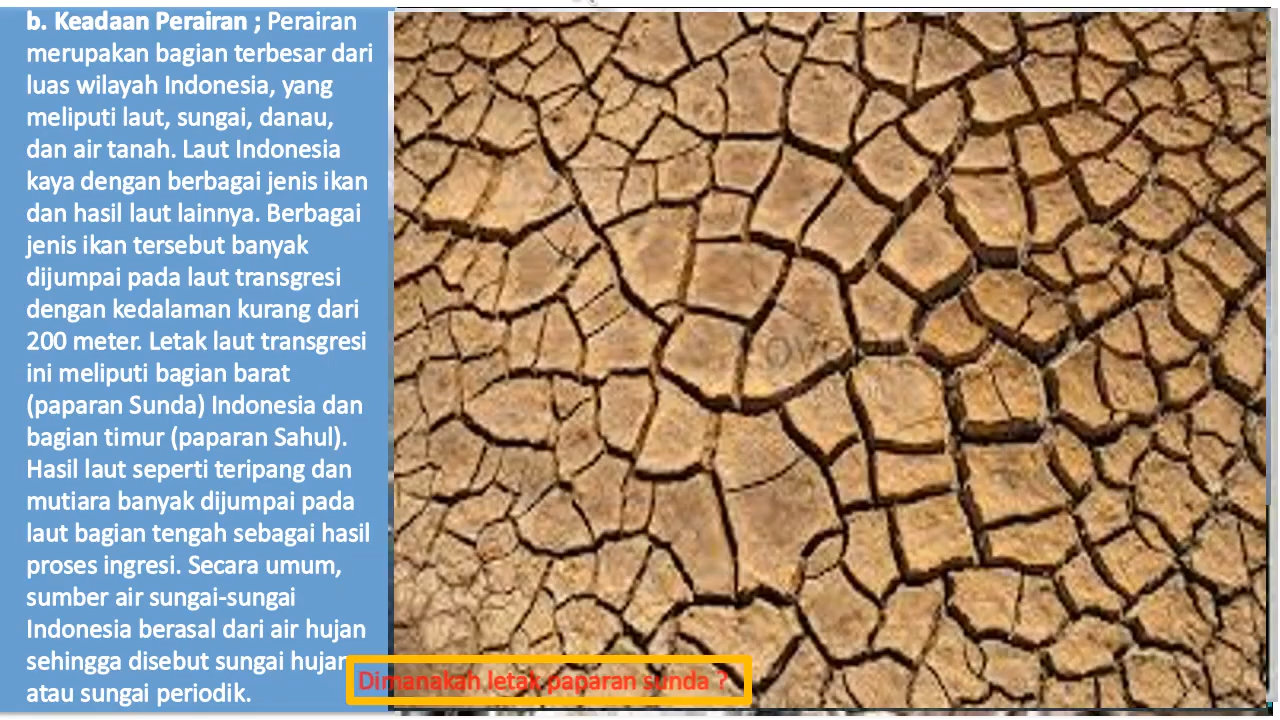 b. Keadaan Perairan ; Perairan
merupakan bagian terbesar dari
luas wilayah Indonesia, yang
meliputi laut, sungai, danau,
dan air tanah. Laut Indonesia
kaya dengan berbagai jenis ikan
dan hasil laut lainnya. Berbagai
jenis ikan tersebut banyak
dijumpai pada laut transgresi
dengan kedalaman kurang dari
200 meter. Letak laut transgresi
ini meliputi bagian barat
(paparan Sunda) Indonesia dan
bagian timur (paparan Sahul).
Hasil laut seperti teripang dan
mutiara banyak dijumpai pada
laut bagian tengah sebagai hasil
proses ingresi. Secara umum,
sumber air sungai-sungai
Indonesia berasal dari air hujan
sehingga disebut sungai hujan
atau sungai periodik.
Dimanakah letak paparan sunda ?